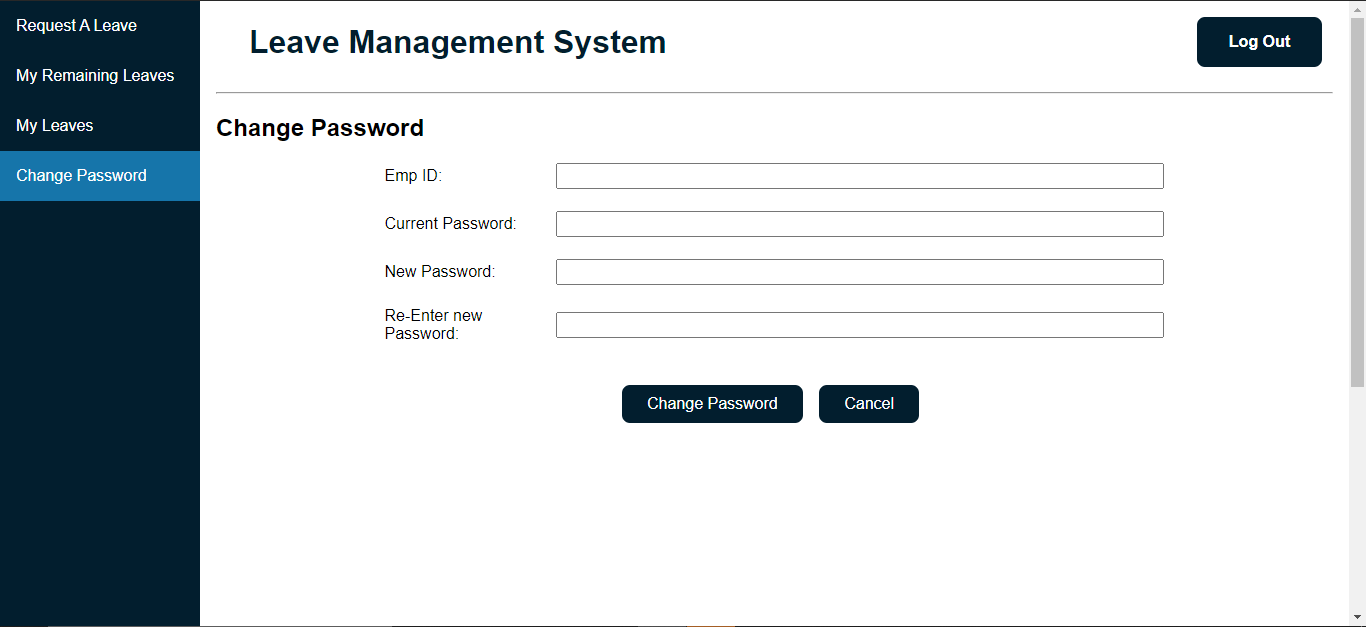 Request A Leave
My Remaining Leaves
My Leaves
Change Password
Leave Management System
Log Out
Change Password
Emp ID:
Current Password:
New Password:
Re-Enter new
Password:
Change Password
Cancel